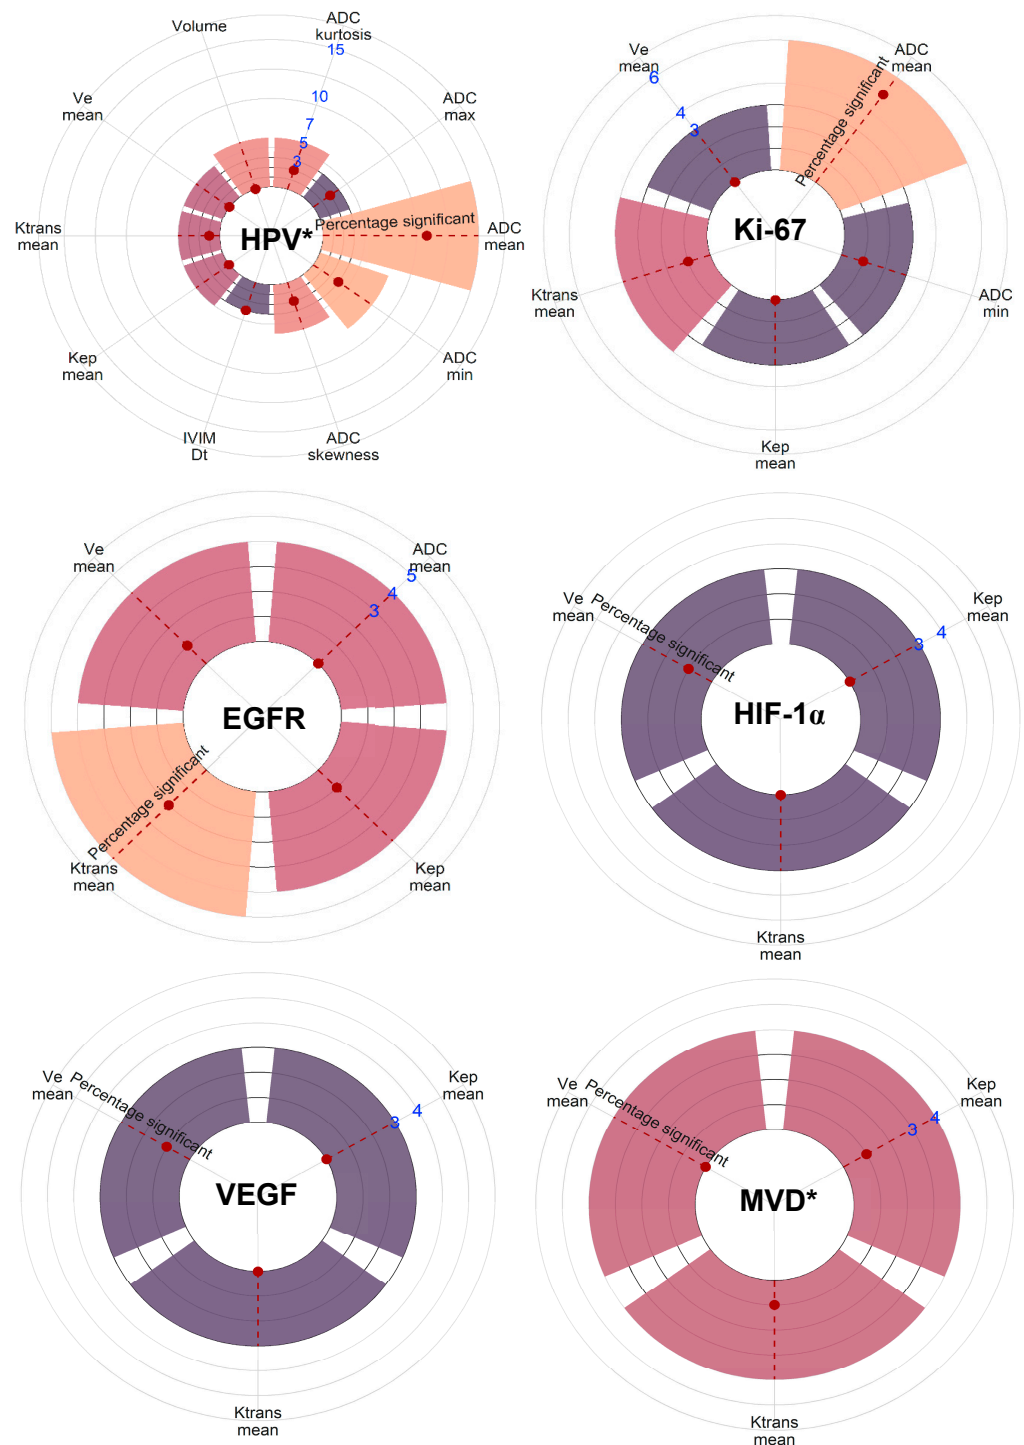 Volume
ADC
kurtosis
15
Ve
mean
10
ADC
max
7
5
3
Ktrans
mean
HPV*
Percentage significant
ADC
mean
Kep
mean
ADC
min
IVIM
Dt
ADC
skewness
Ve
mean
6
4
3
Percentage significant
ADC
mean
Ki-67
Ktrans
mean
ADC
min
Kep
mean
Ve
mean
ADC
mean
5
4
3
EGFR
Percentage significant
Ktrans
mean
Kep
mean
Ve
mean
Percentage significant
Kep
mean
4
3
HIF-1α
Ktrans
mean
Ve
mean
Percentage significant
Kep
mean
4
3
VEGF
Ktrans
mean
Ve
mean
Percentage significant
Kep
mean
4
3
MVD*
Ktrans
mean